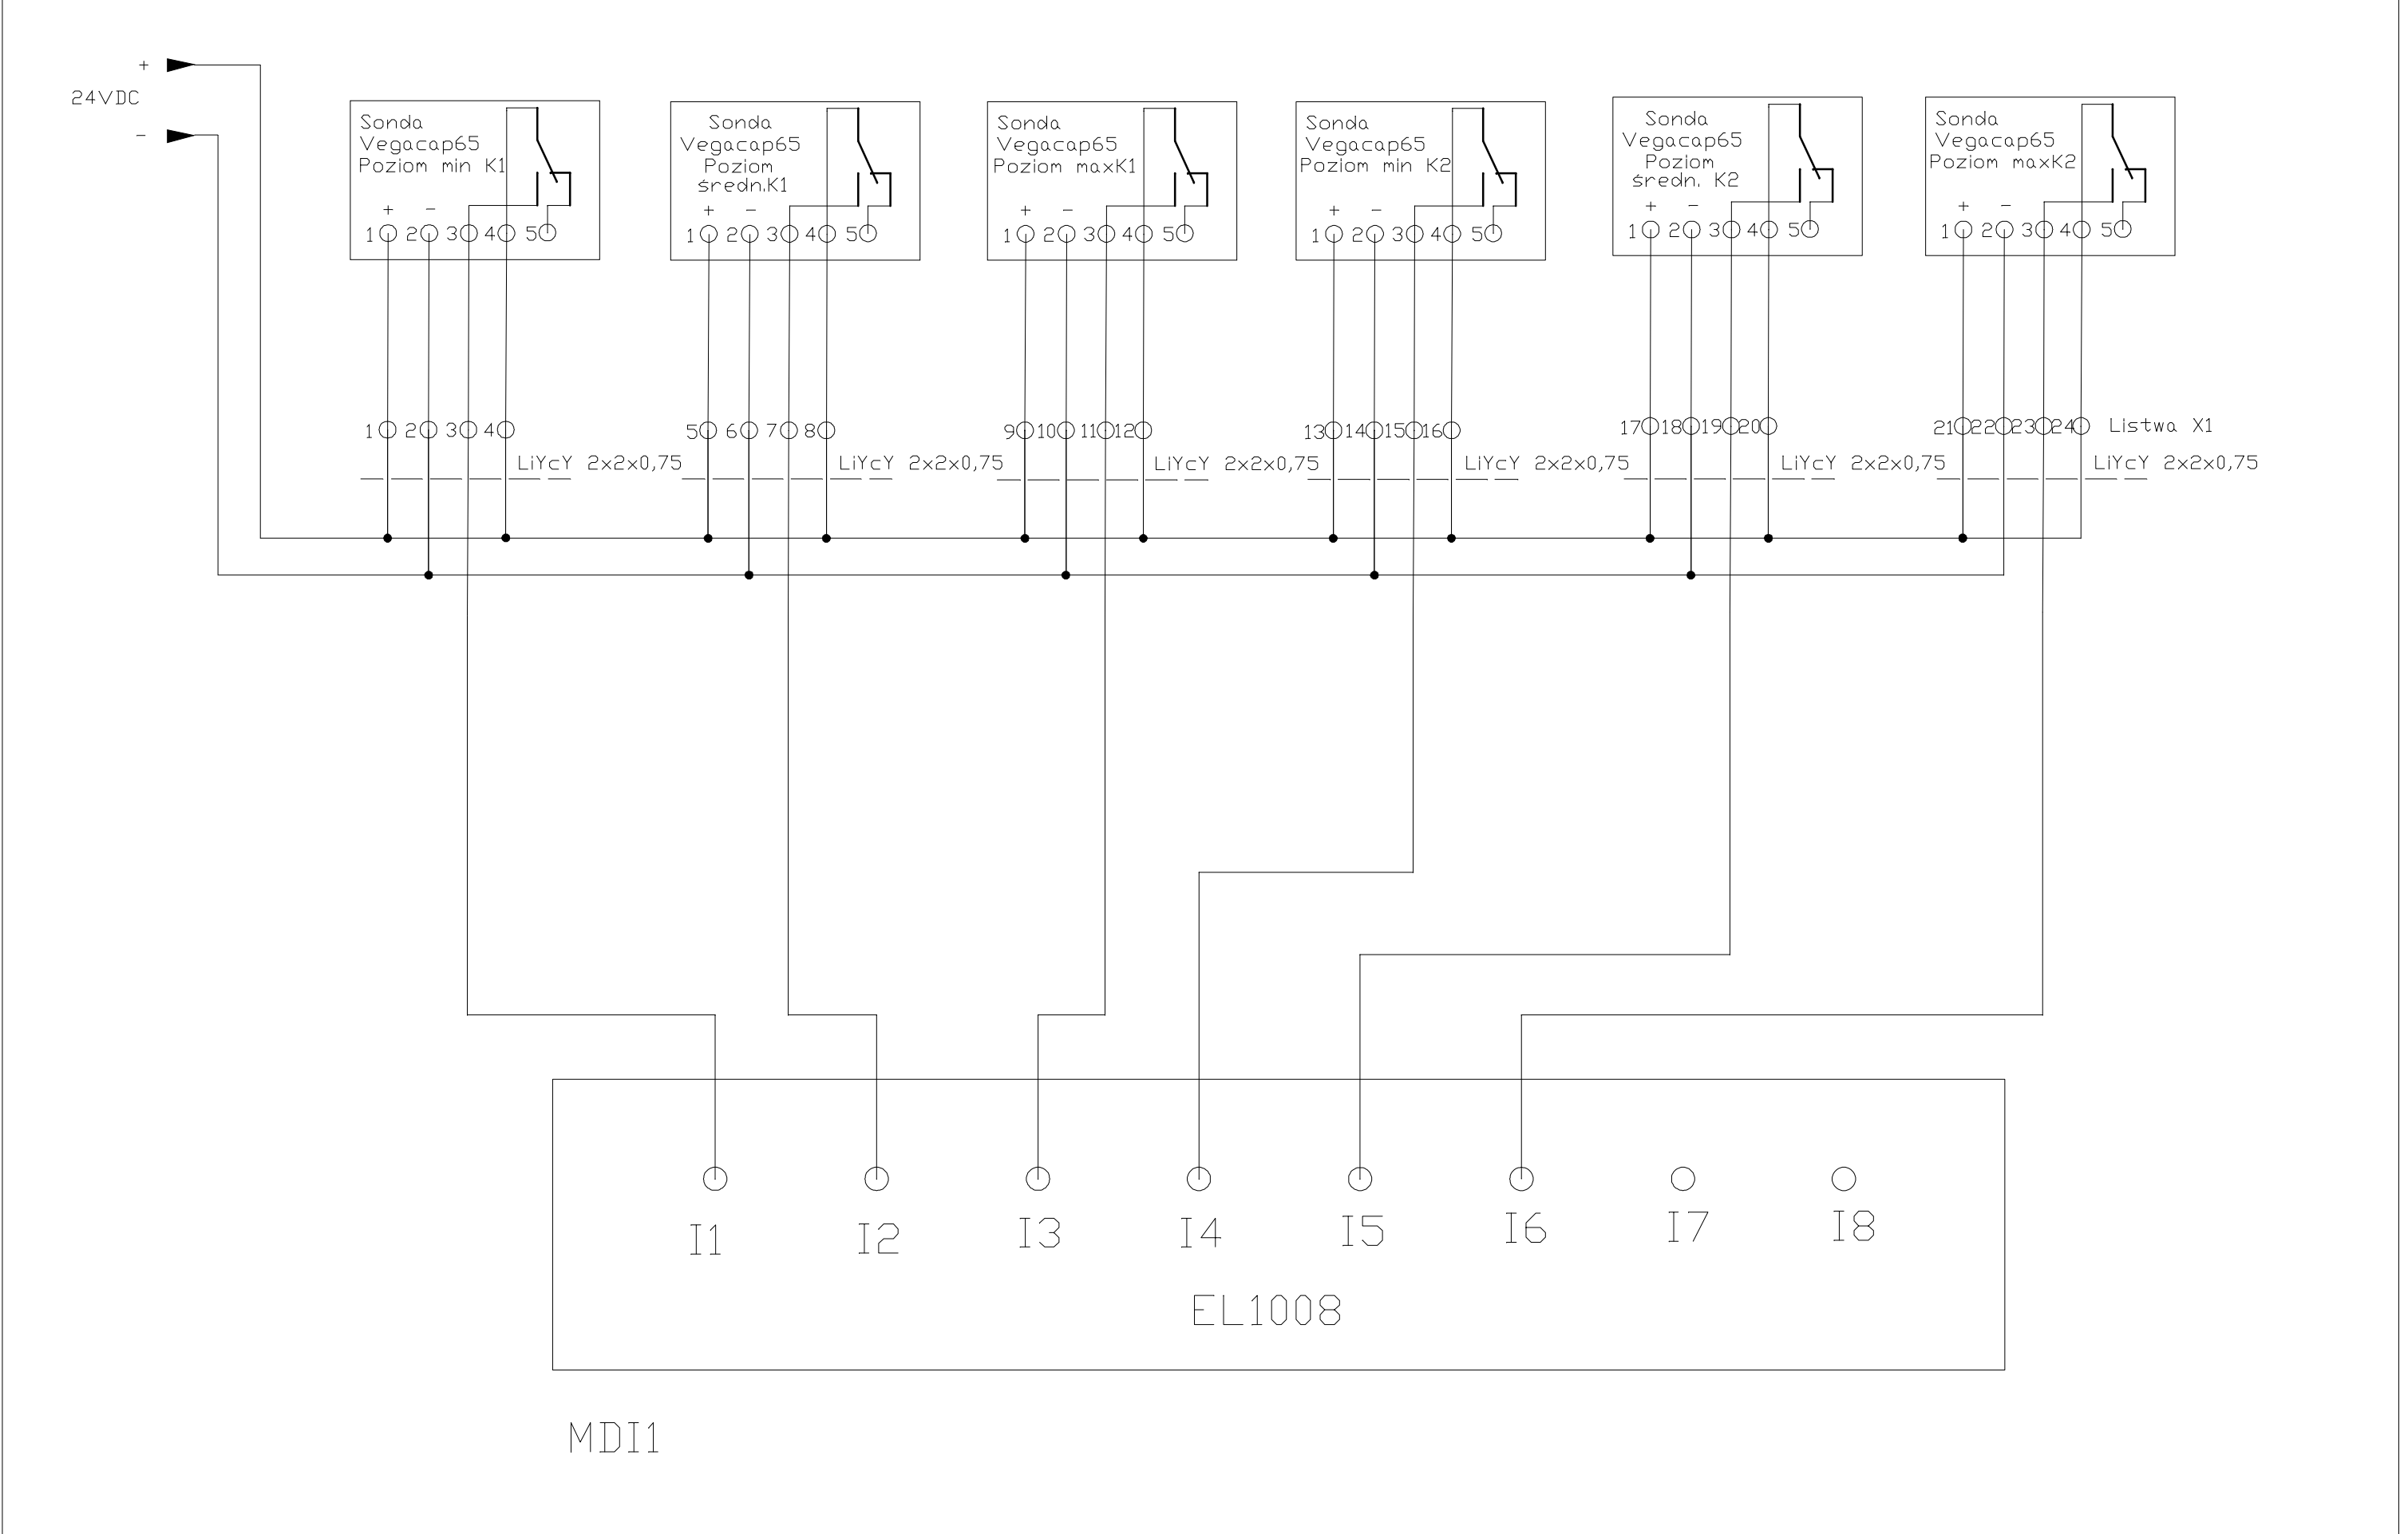 +
24VDC
-
Sonda
Vegacap65
Poziom min K1
+ -
1 2 3 4 5
Sonda
Vegacap65
Poziom
średn.K1
+ -
1 2 3 4 5
Sonda
Vegacap65
Poziom maxK1
+ -
1 2 3 4 5
Sonda
Vegacap65
Poziom min K2
+ -
1 2 3 4 5
Sonda
Vegacap65
Poziom
średn. K2
+ -
1 2 3 4 5
Sonda
Vegacap65
Poziom maxK2
+ -
1 2 3 4 5
1 2 3 4 5 6 7 8 9 10 11 12 13 14 15 16 17 18 19 20 21 22 23 24 Listwa X1
LiYcY 2x2x0,75 LiYcY 2x2x0,75 LiYcY 2x2x0,75 LiYcY 2x2x0,75 LiYcY 2x2x0,75 LiYcY 2x2x0,75
I1 I2 I3 I4 I5 I6 I7 I8
EL1008
MDI1